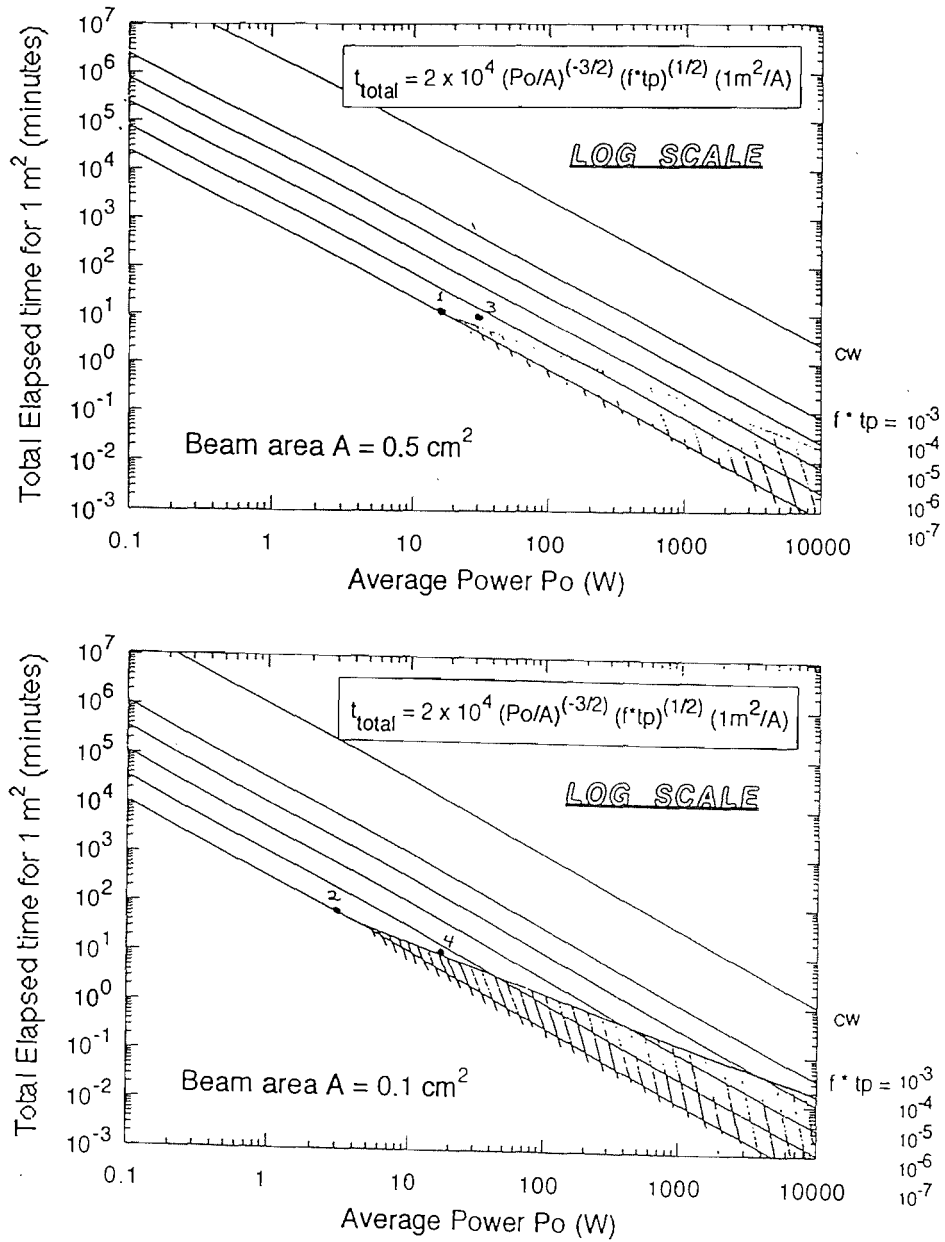 10^7
10^6
10^5
10^4
10^3
10^2
10^1
10^0
10^-1
10^-2
10^-3
Total Elapsed time for 1 m^2 (minutes)
t_total = 2 x 10^4 (Po/A)^(-3/2) (f*tp)^(1/2) (1m^2/A)
LOG SCALE
1
3
Beam area A = 0.5 cm^2
cw
f* tp = 10^-3
10^-4
10^-5
10^-6
10^-7
0.1 1 10 100 1000 10000
Average Power Po (W)
10^7
10^6
10^5
10^4
10^3
10^2
10^1
10^0
10^-1
10^-2
10^-3
Total Elapsed time for 1 m^2 (minutes)
t_total = 2 x 10^4 (Po/A)^(-3/2) (f*tp)^(1/2) (1m^2/A)
LOG SCALE
2
4
Beam area A = 0.1 cm^2
cw
f* tp = 10^-3
10^-4
10^-5
10^-6
10^-7
0.1 1 10 100 1000 10000
Average Power Po (W)